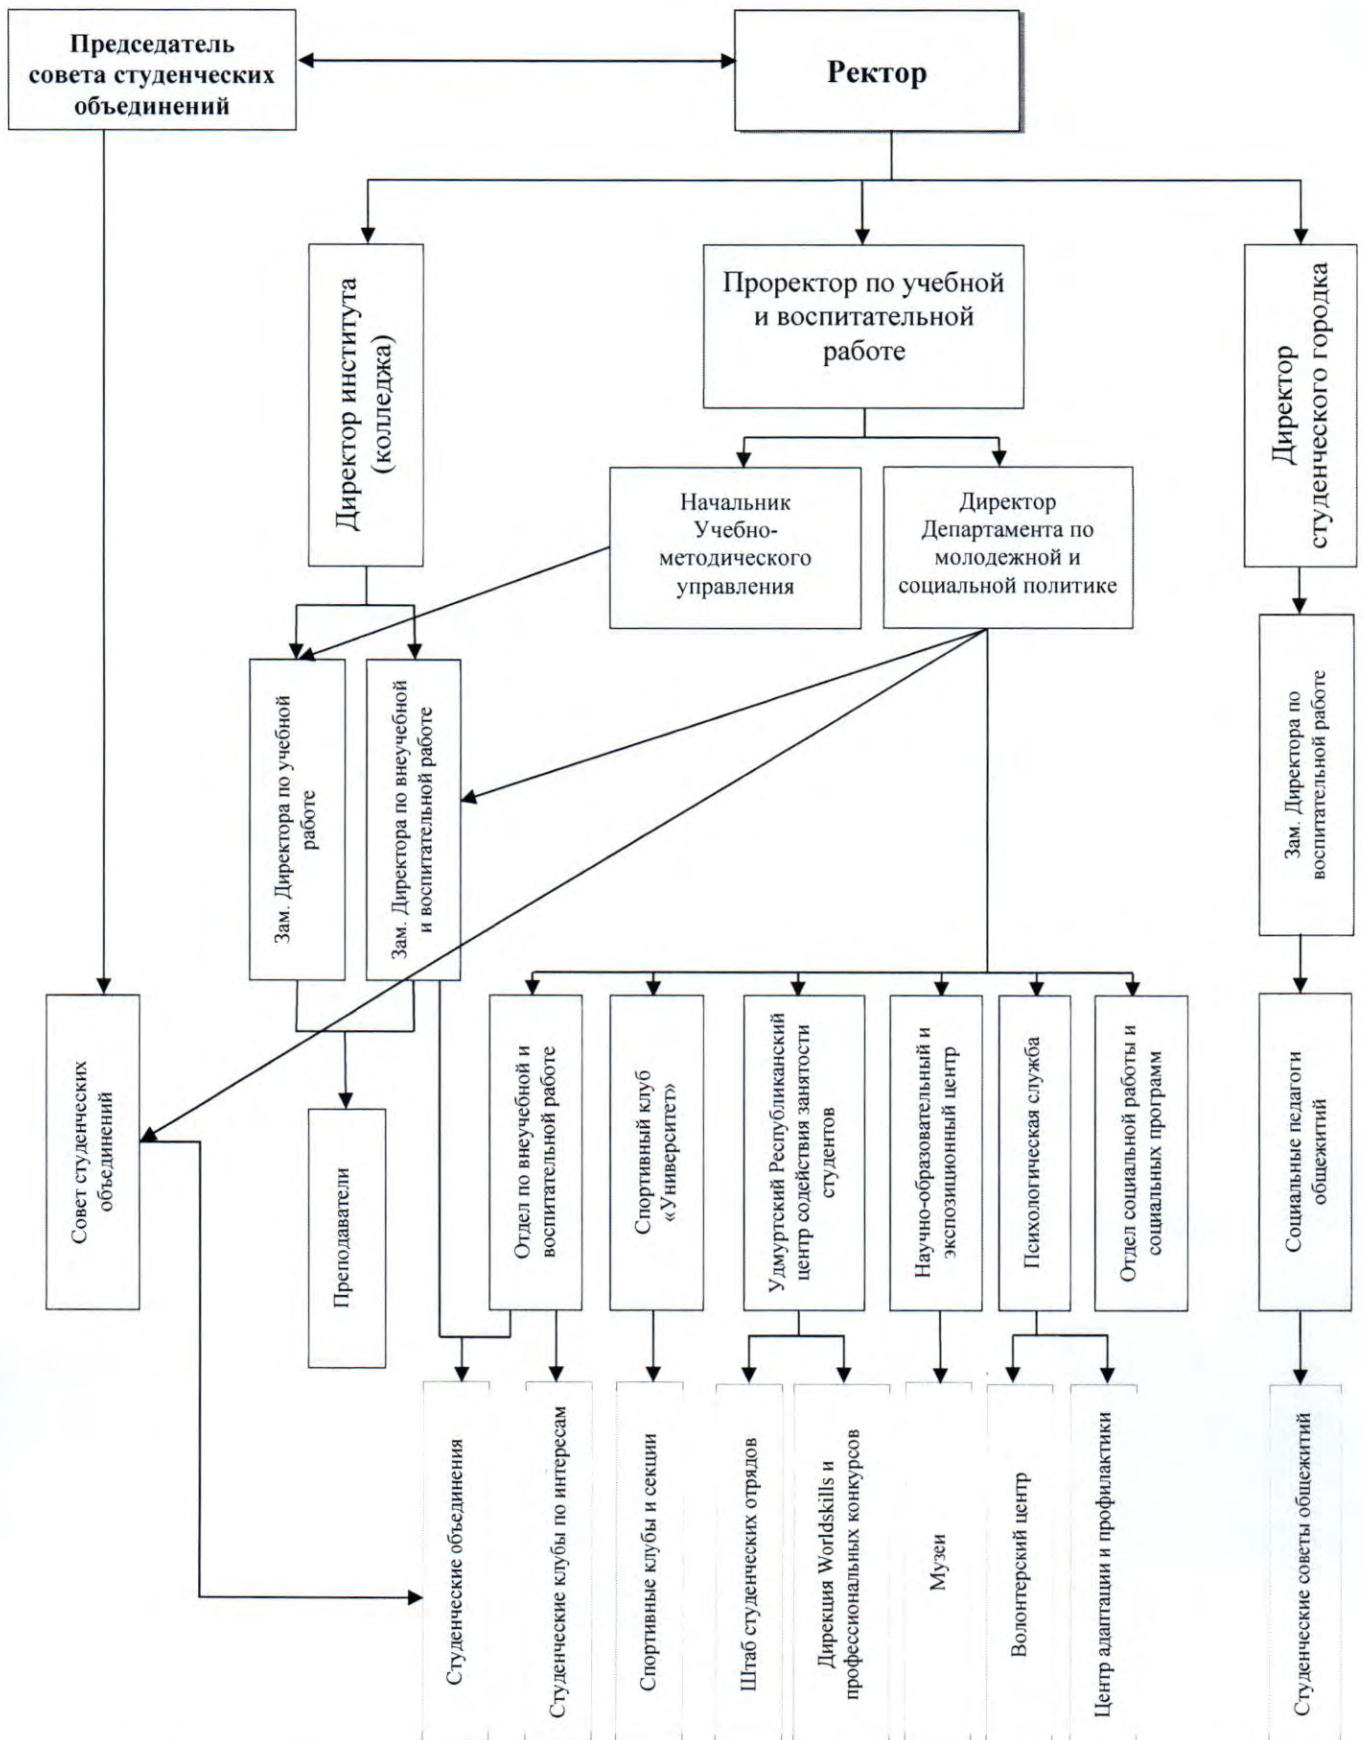 Председатель
совета студенческих
объединений
Ректор
Директор института
(колледжа)
Проректор по учебной
и воспитательной
работе
Директор
студенческого городка
Начальник
Учебно-
методического
управления
Директор
Департамента по
молодежной и
социальной политике
Зам. Директора по учебной
работе
Зам. Директора по внеучебной
и воспитательной работе
Зам. Директора по
воспитательной работе
Совет студенческих
объединений
Преподаватели
Отдел по внеучебной и
воспитательной работе
Спортивный клуб
«Университет»
Удмуртский Республиканский
центр содействия занятости
студентов
Научно-образовательный и
экспозиционный центр
Психологическая служба
Отдел социальной работы и
социальных программ
Социальные педагоги
общежитий
Студенческие объединения
Студенческие клубы по интересам
Спортивные клубы и секции
Штаб студенческих отрядов
Дирекция Worldskills и
профессиональных конкурсов
Музеи
Волонтерский центр
Центр адаптации и профилактики
Студенческие советы общежитий